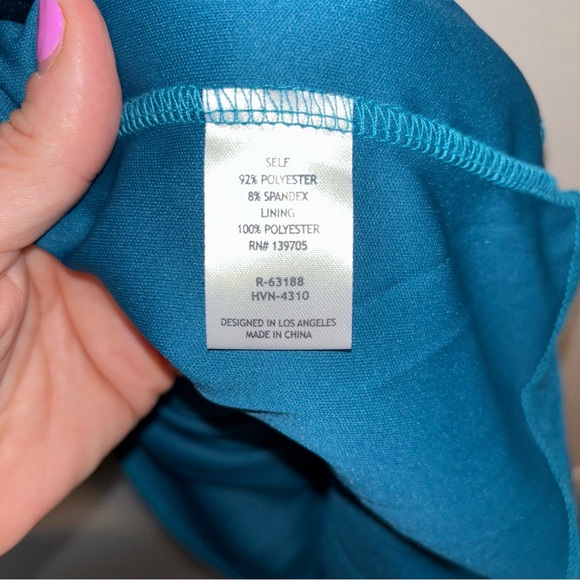 SELF
92% POLYESTER
8% SPANDEX
LINING
100% POLYESTER
RN# 139705
R-63188
HVN-4310
DESIGNED IN LOS ANGELES
MADE IN CHINA